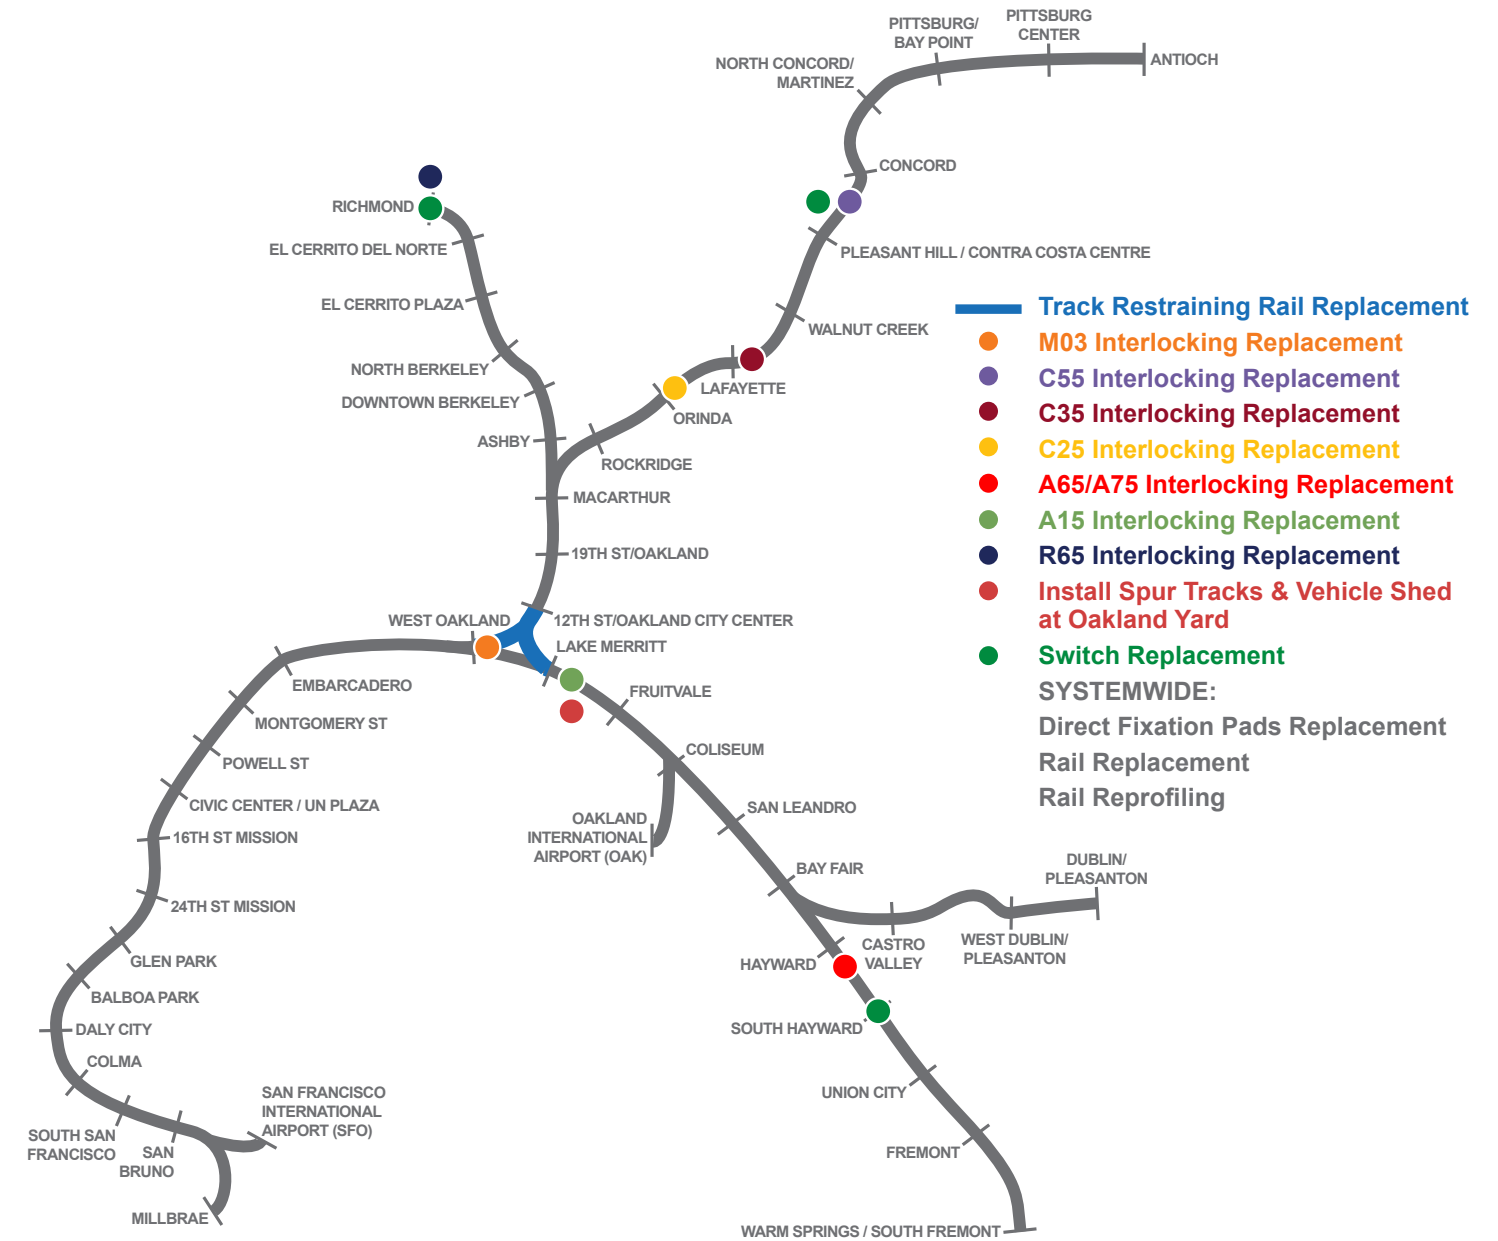 PITTSBURG/
BAY POINT
PITTSBURG
CENTER
ANTIOCH
NORTH CONCORD/
MARTINEZ
CONCORD
RICHMOND
EL CERRITO DEL NORTE
PLEASANT HILL / CONTRA COSTA CENTRE
EL CERRITO PLAZA
WALNUT CREEK
NORTH BERKELEY
DOWNTOWN BERKELEY
LAFAYETTE
ORINDA
ASHBY
ROCKRIDGE
MACARTHUR
19TH ST/OAKLAND
WEST OAKLAND
12TH ST/OAKLAND CITY CENTER
LAKE MERRITT
EMBARCADERO
FRUITVALE
MONTGOMERY ST
COLISEUM
POWELL ST
CIVIC CENTER / UN PLAZA
SAN LEANDRO
OAKLAND
INTERNATIONAL
AIRPORT (OAK)
16TH ST MISSION
BAY FAIR
DUBLIN/
PLEASANTON
24TH ST MISSION
CASTRO
VALLEY
WEST DUBLIN/
PLEASANTON
GLEN PARK
HAYWARD
BALBOA PARK
DALY CITY
SOUTH HAYWARD
COLMA
UNION CITY
SAN FRANCISCO
INTERNATIONAL
AIRPORT (SFO)
SOUTH SAN
FRANCISCO
SAN
BRUNO
FREMONT
MILLBRAE
WARM SPRINGS / SOUTH FREMONT
Track Restraining Rail Replacement
M03 Interlocking Replacement
C55 Interlocking Replacement
C35 Interlocking Replacement
C25 Interlocking Replacement
A65/A75 Interlocking Replacement
A15 Interlocking Replacement
R65 Interlocking Replacement
Install Spur Tracks & Vehicle Shed
at Oakland Yard
Switch Replacement
SYSTEMWIDE:
Direct Fixation Pads Replacement
Rail Replacement
Rail Reprofiling